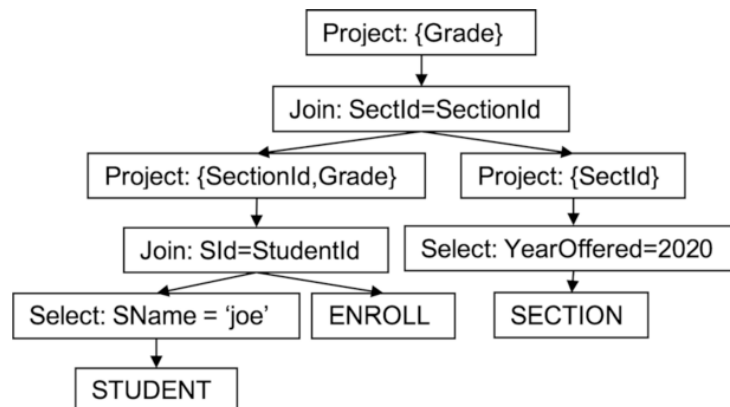 Project: {Grade}
Join: SectId=SectionId
Project: {SectionId,Grade}
Project: {SectId}
Join: SId=StudentId
Select: YearOffered=2020
Select: SName = ‘joe’
ENROLL
SECTION
STUDENT